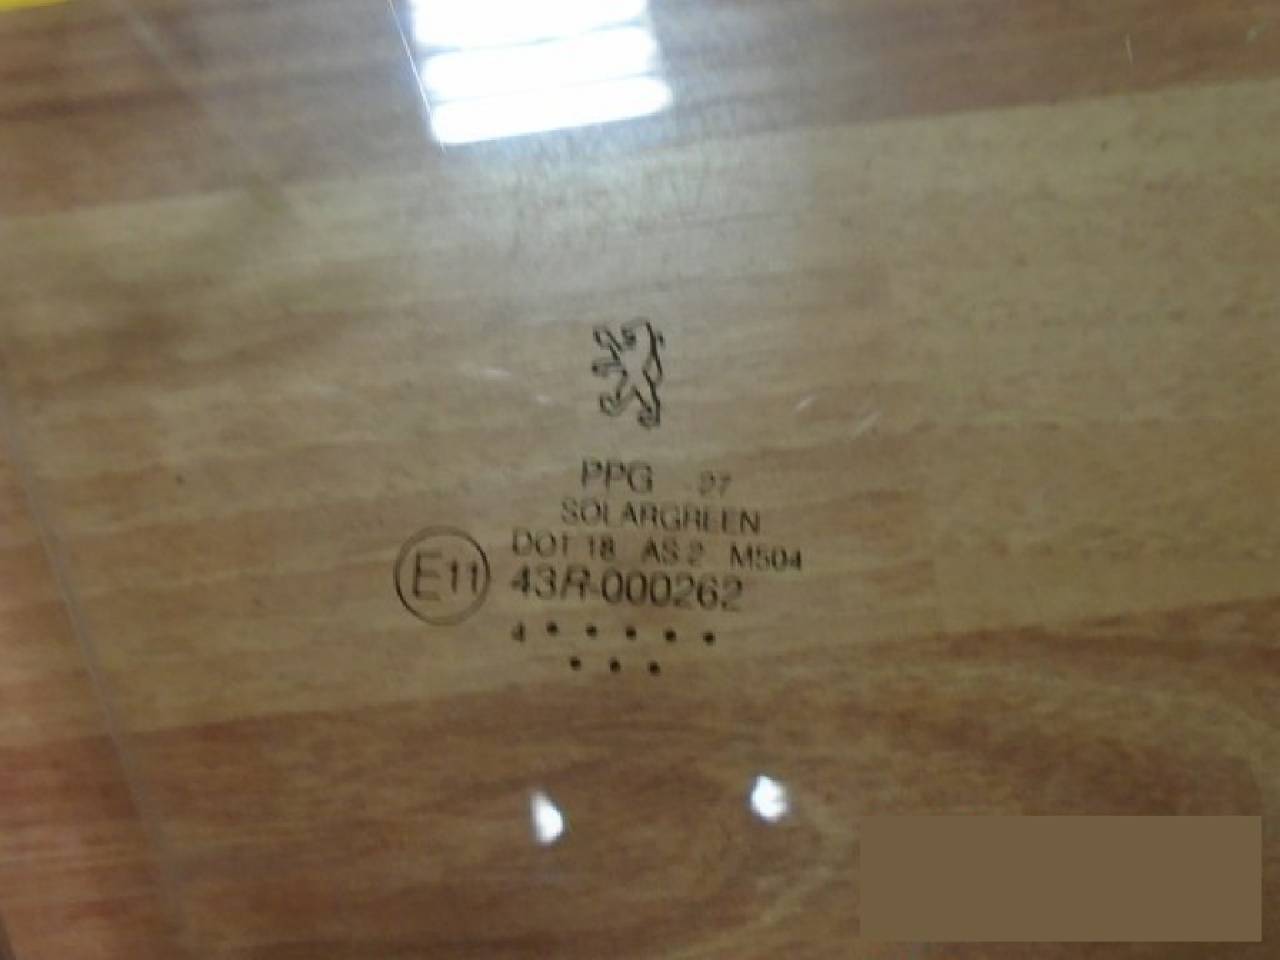 PPG 27
SOLARGREEN
DOT 18 AS 2 M504
E11 43R-000262
4 • • • • •
• • •